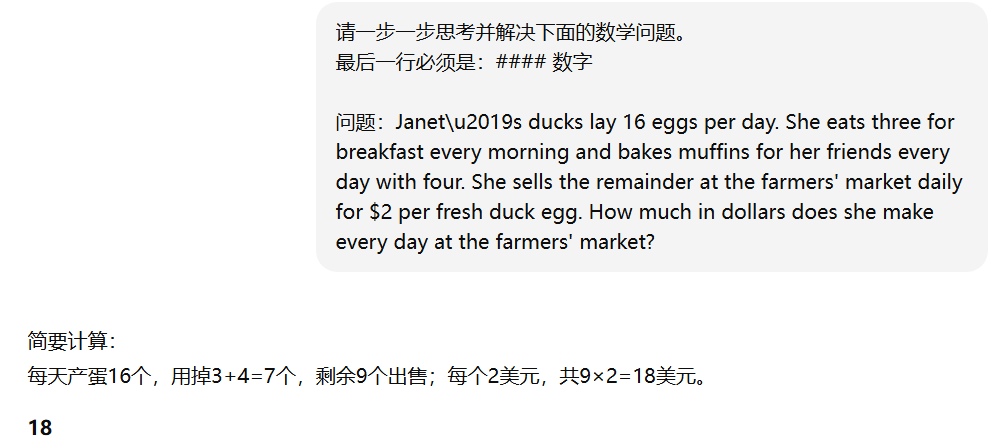 请一步一步思考并解决下面的数学问题。
最后一行必须是：#### 数字
问题：Janet\u2019s ducks lay 16 eggs per day. She eats three for
breakfast every morning and bakes muffins for her friends every
day with four. She sells the remainder at the farmers' market daily
for $2 per fresh duck egg. How much in dollars does she make
every day at the farmers' market?
简要计算：
每天产蛋16个，用掉3+4=7个，剩余9个出售；每个2美元，共9×2=18美元。
18